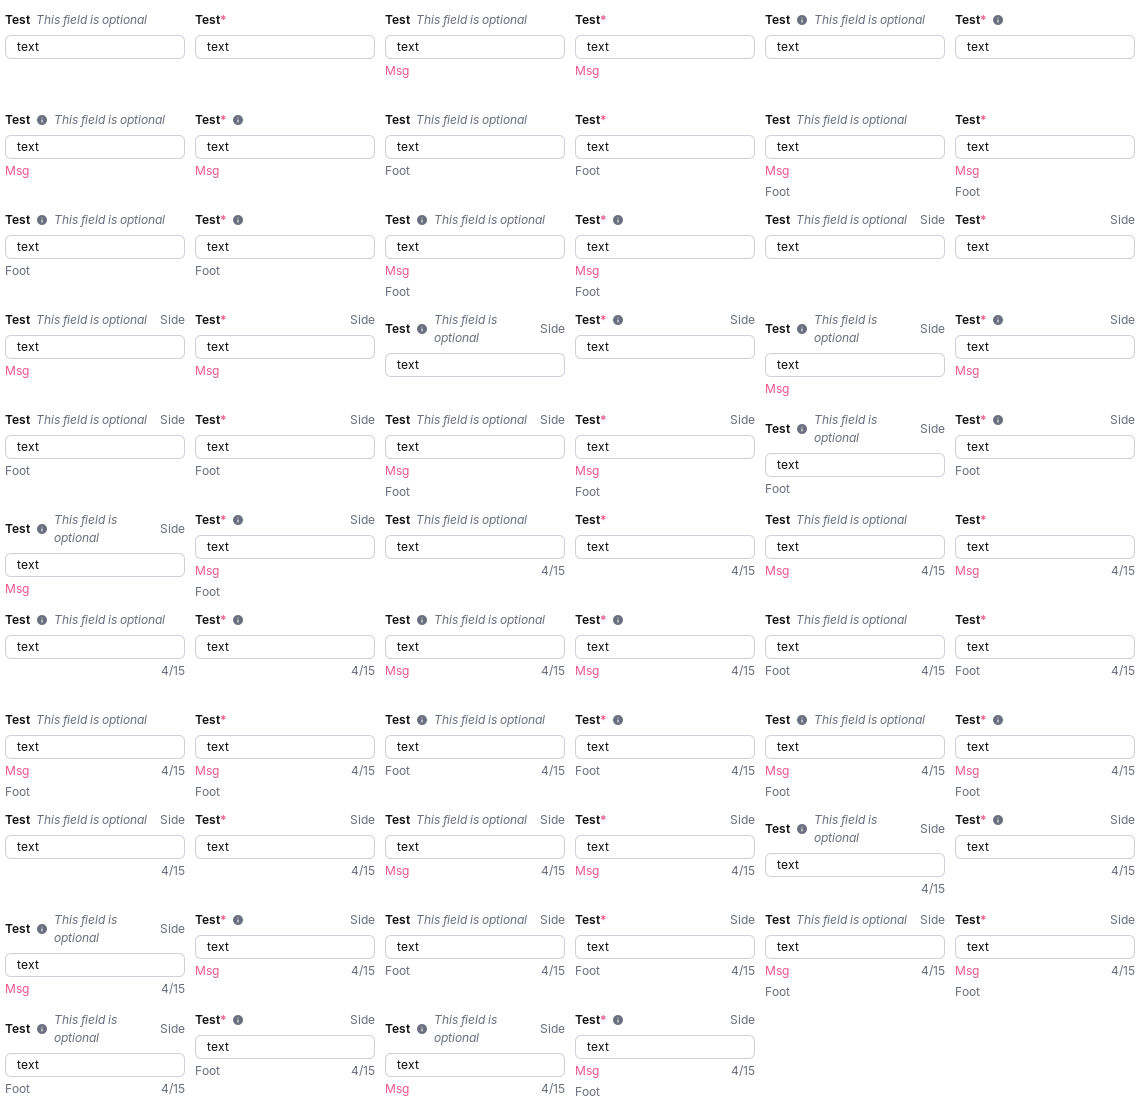 Test This field is optional Test* Test This field is optional Test* Test This field is optional Test*
text text text text text text
Msg Msg
Test This field is optional Test* Test This field is optional Test* Test This field is optional Test*
text text text text text text
Msg Msg Foot Foot Msg Msg
Foot Foot
Test This field is optional Test* Test This field is optional Test* Test This field is optional Side Test* Side
text text text text text text
Foot Foot Msg Msg
Foot Foot
Test This field is optional Side Test* Side Test This field is optional Side Test* Side Test This field is optional Side Test* Side
text text text text text text
Msg Msg Msg Msg
Test This field is optional Side Test* Side Test This field is optional Side Test* Side Test This field is optional Side Test* Side
text text text text text text
Foot Foot Msg Msg Foot Foot
Foot Foot
Test This field is optional Side Test* Side Test This field is optional Test* Test This field is optional Test*
text text text text text text
Msg Msg 4/15 4/15 Msg 4/15 Msg 4/15
Foot
Test This field is optional Test* Test This field is optional Test* Test This field is optional Test*
text text text text text text
4/15 4/15 Msg 4/15 Msg 4/15 Foot 4/15 Foot 4/15
Test This field is optional Test* Test This field is optional Test* Test This field is optional Test*
text text text text text text
Msg 4/15 Msg 4/15 Foot 4/15 Foot 4/15 Msg 4/15 Msg 4/15
Foot Foot Foot Foot
Test This field is optional Side Test* Side Test This field is optional Side Test* Side Test This field is optional Side Test* Side
text text text text text text
4/15 4/15 Msg 4/15 Msg 4/15 4/15 4/15
Test This field is optional Side Test* Side Test This field is optional Side Test* Side Test This field is optional Side Test* Side
text text text text text text
Msg 4/15 Msg 4/15 Foot 4/15 Foot 4/15 Msg 4/15 Msg 4/15
Foot Foot
Test This field is optional Side Test* Side Test This field is optional Side Test* Side
text text text text
Foot 4/15 Foot 4/15 Msg 4/15 Msg 4/15
Foot